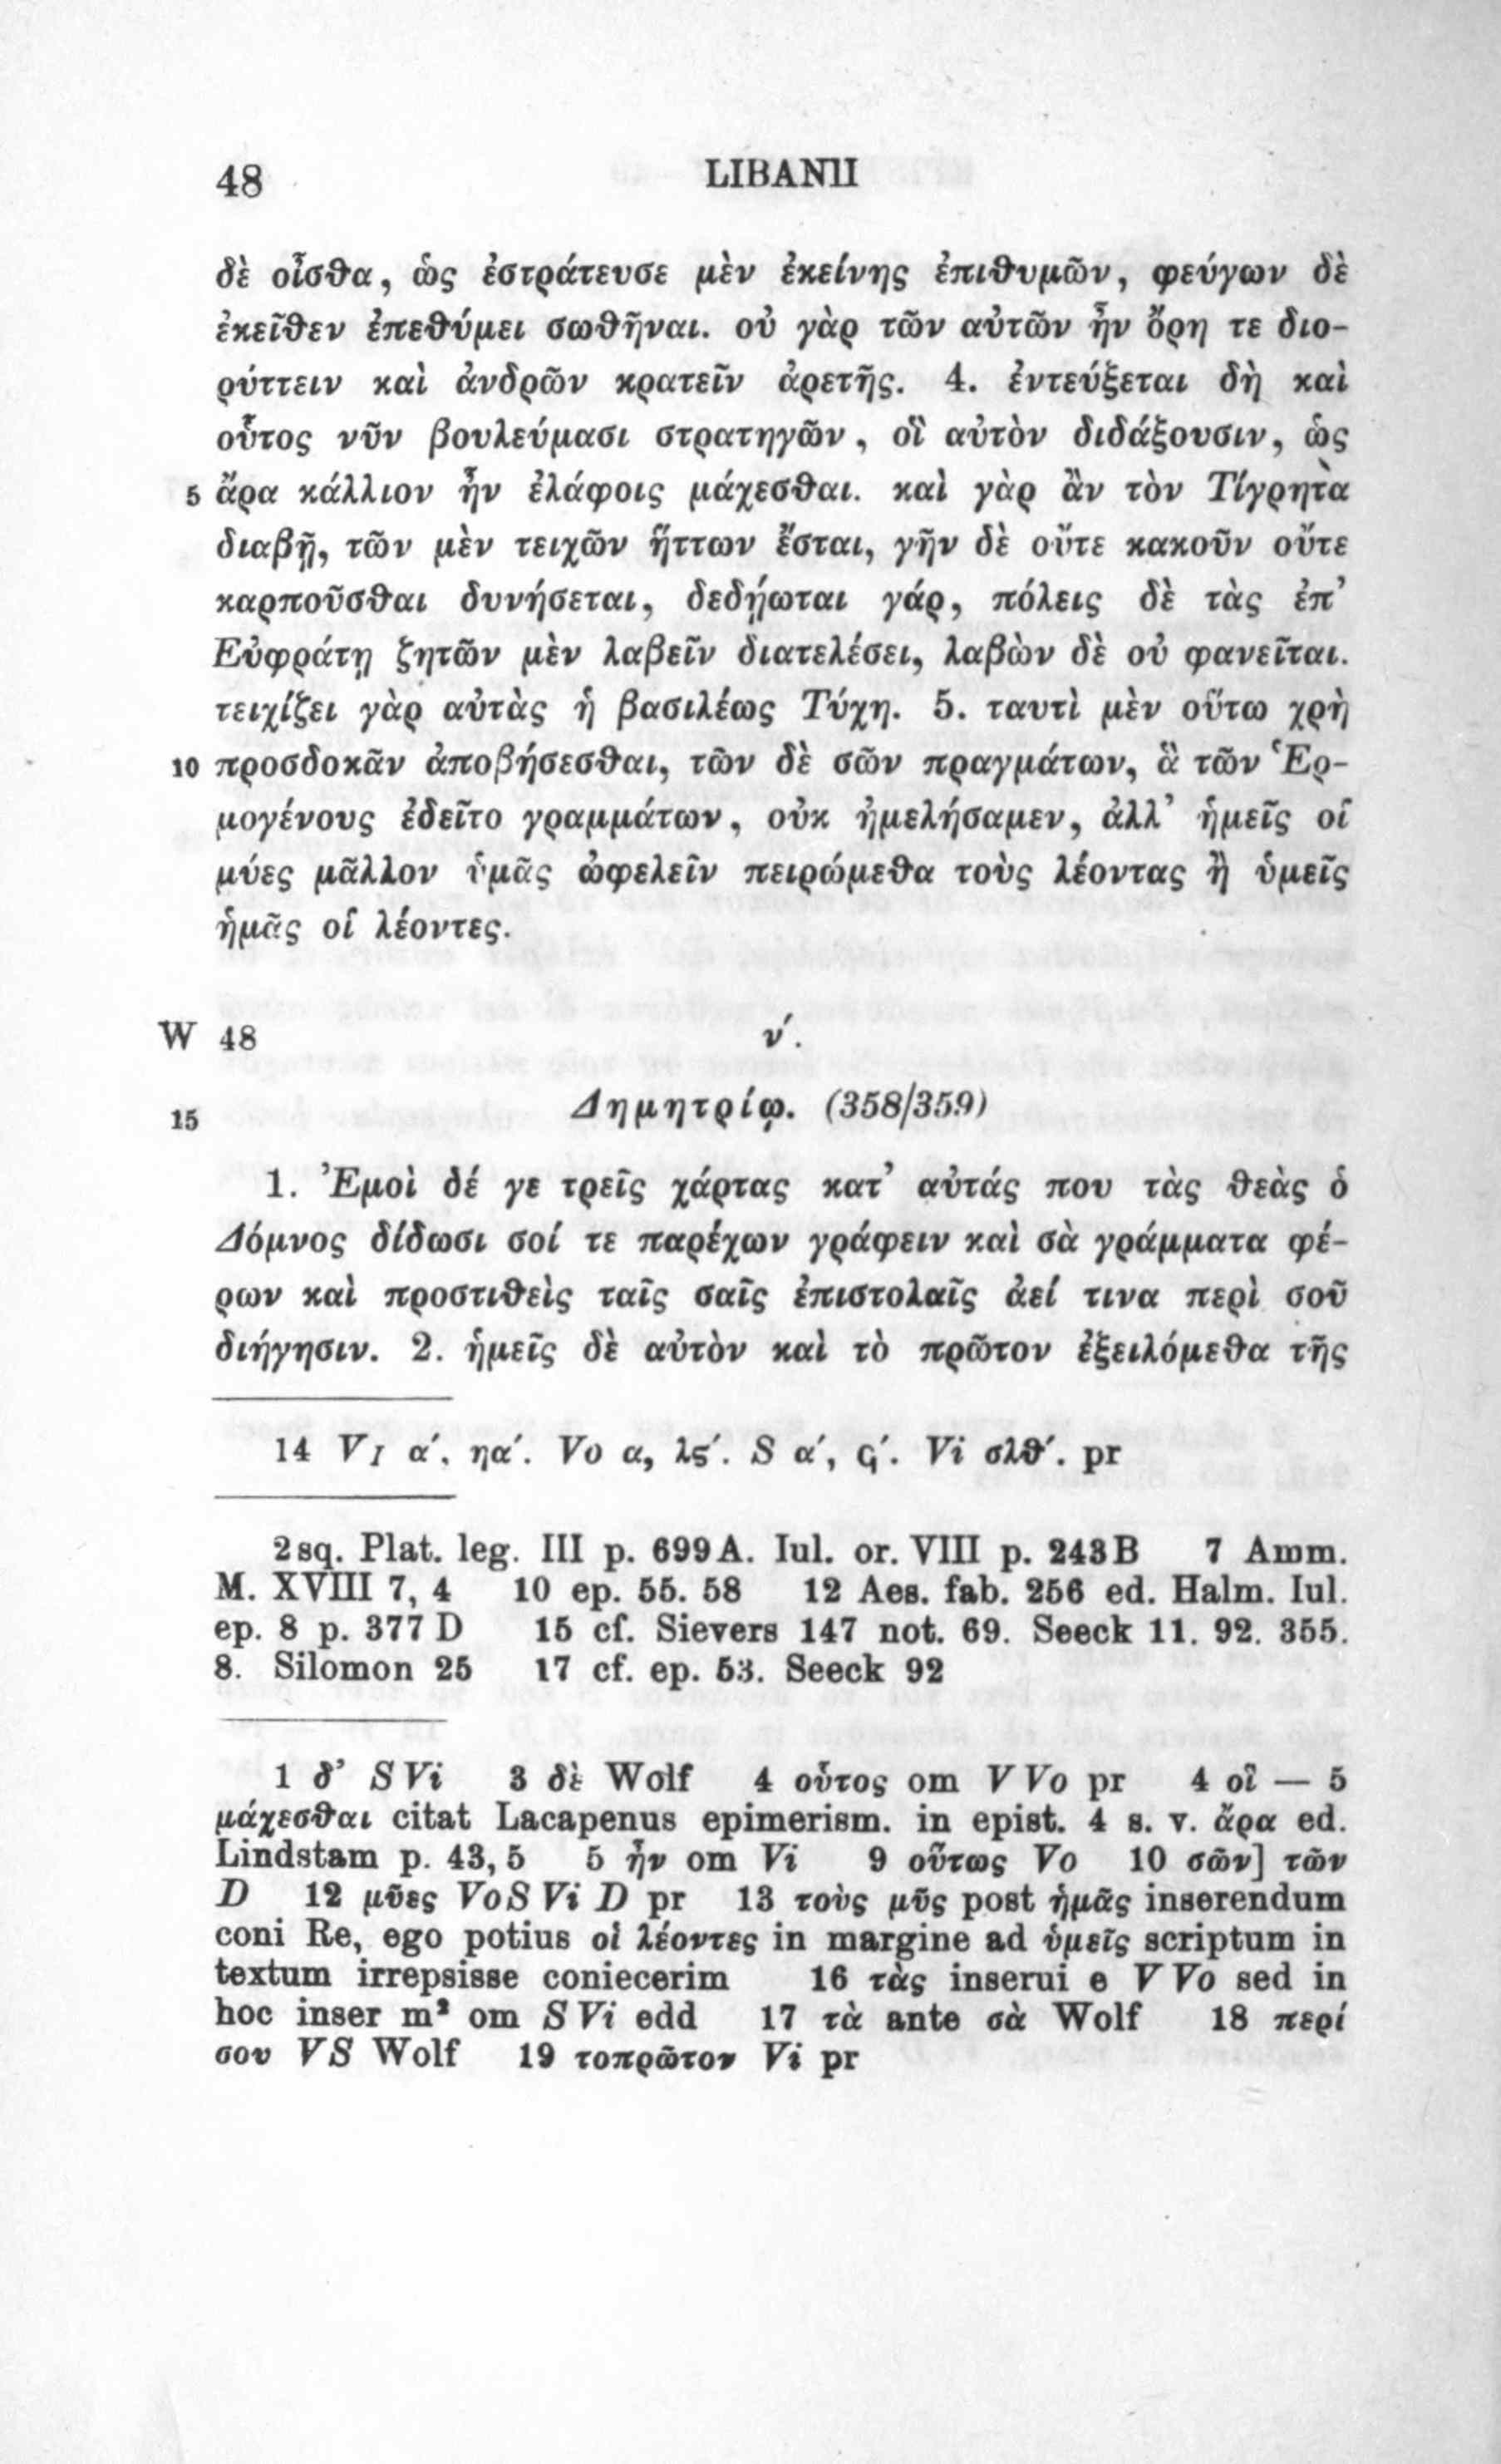 48 LIBANII
δὲ οἶσθα, ὡς ἐστράτευσε μὲν ἐκείνης ἐπιθυμῶν, φεύγων δὲ
ἐκεῖθεν ἐπεθύμει σωθῆναι. οὐ γὰρ τῶν αὐτῶν ἦν ὄρη τε διο-
ρύττειν καὶ ἀνδρῶν κρατεῖν ἀρετῆς. 4. ἐντεύξεται δὴ καὶ
οὗτος νῦν βουλεύμασι στρατηγῶν, οἳ αὐτὸν διδάξουσιν, ὡς
5 ἄρα κάλλιον ἦν ἐλάφοις μάχεσθαι. καὶ γὰρ ἂν τὸν Τίγρητα
διαβῇ, τῶν μὲν τειχῶν ἥττων ἔσται, γῆν δὲ οὔτε κακοῦν οὔτε
καρποῦσθαι δυνήσεται, δεδῄωται γάρ, πόλεις δὲ τὰς ἐπ’
Εὐφράτῃ ζητῶν μὲν λαβεῖν διατελέσει, λαβὼν δὲ οὐ φανεῖται.
τειχίζει γὰρ αὐτὰς ἡ βασιλέως Τύχη. 5. ταυτὶ μὲν οὕτω χρὴ
10 προσδοκᾶν ἀποβήσεσθαι, τῶν δὲ σῶν πραγμάτων, ἃ τῶν Ἑρ-
μογένους ἐδεῖτο γραμμάτων, οὐκ ἠμελήσαμεν, ἀλλ’ ἡμεῖς οἱ
μύες μᾶλλον ὑμᾶς ὠφελεῖν πειρώμεθα τοὺς λέοντας ἢ ὑμεῖς
ἡμᾶς οἱ λέοντες.
W 48 ν΄.
15 Δημητρίῳ. (358/359)
1. Ἐμοὶ δέ γε τρεῖς χάρτας κατ’ αὐτάς που τὰς θεὰς ὁ
Δόμνος δίδωσι σοί τε παρέχων γράφειν καὶ σὰ γράμματα φέ-
ρων καὶ προστιθεὶς ταῖς σαῖς ἐπιστολαῖς ἀεί τινα περὶ σοῦ
διήγησιν. 2. ἡμεῖς δὲ αὐτὸν καὶ τὸ πρῶτον ἐξειλόμεθα τῆς
14 VI α΄, ηα΄. Vo α, λς΄. S α΄, ϟ΄. Vi σλθ΄. pr
2 sq. Plat. leg. III p. 699 A. Iul. or. VIII p. 243 B 7 Amm.
M. XVIII 7, 4 10 ep. 55. 58 12 Aes. fab. 256 ed. Halm. Iul.
ep. 8 p. 377 D 15 cf. Sievers 147 not. 69. Seeck 11. 92. 355.
8. Silomon 25 17 cf. ep. 53. Seeck 92
1 δ’ S Vi 3 δὲ Wolf 4 οὗτος om V Vo pr 4 οἳ — 5
μάχεσθαι citat Lacapenus epimerism. in epist. 4 s. v. ἄρα ed.
Lindstam p. 43, 5 5 ἦν om Vi 9 οὕτως Vo 10 σῶν] τῶν
D 12 μῦες Vo S Vi D pr 13 τοὺς μῦς post ἡμᾶς inserendum
coni Re, ego potius οἱ λέοντες in margine ad ὑμεῖς scriptum in
textum irrepsisse coniecerim 16 τὰς inserui e V Vo sed in
hoc inser m² om S Vi edd 17 τὰ ante σὰ Wolf 18 περί
σου VS Wolf 19 τοπρῶτον Vi pr